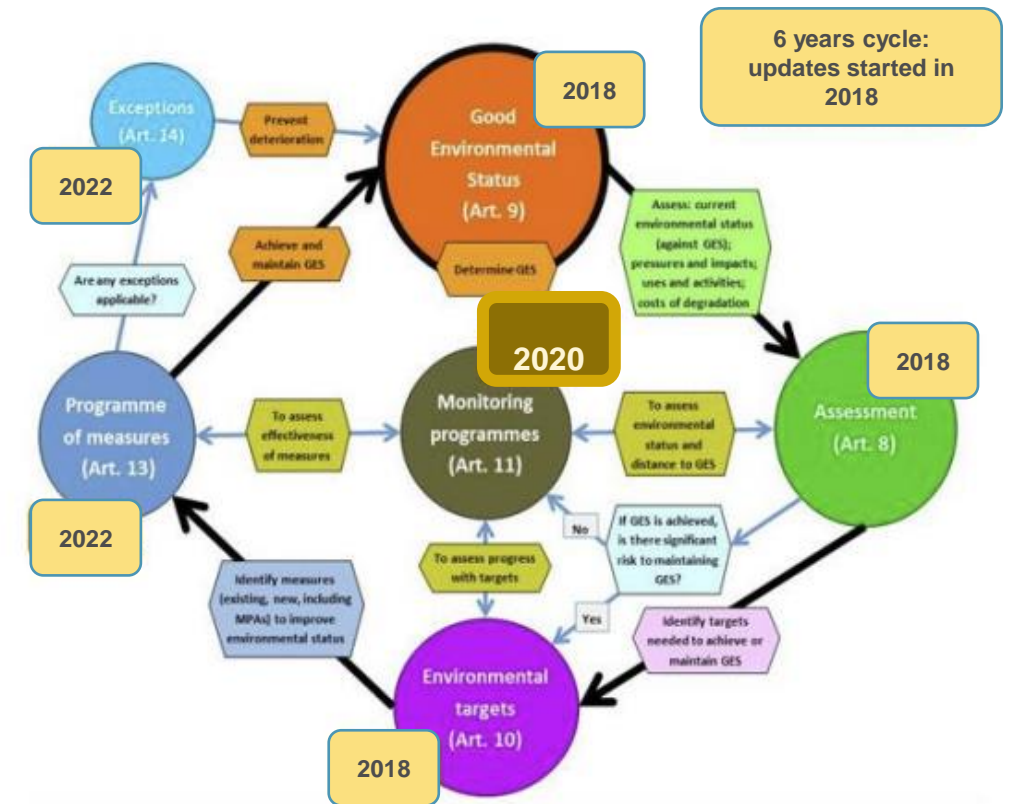 6 years cycle:
updates started in
2018
2018
Good
Environmental
Status
(Art. 9)
Determine GES
Exceptions
(Art. 14)
2022
Prevent
deterioration
Achieve and
maintain GES
Are any exceptions
applicable?
Assess: current
environmental status
(against GES);
pressures and impacts;
uses and activities;
costs of degradation
2020
Monitoring
programmes
(Art. 11)
2018
Assessment
(Art. 8)
Programme
of measures
(Art. 13)
2022
To assess
effectiveness
of measures
To assess
environmental
status and
distance to GES
No
If GES is achieved,
is there significant
risk to maintaining
GES?
Yes
To assess progress
with targets
Identify measures
(existing, new, including
MPAs) to improve
environmental status
Identify targets
needed to achieve or
maintain GES
Environmental
targets
(Art. 10)
2018